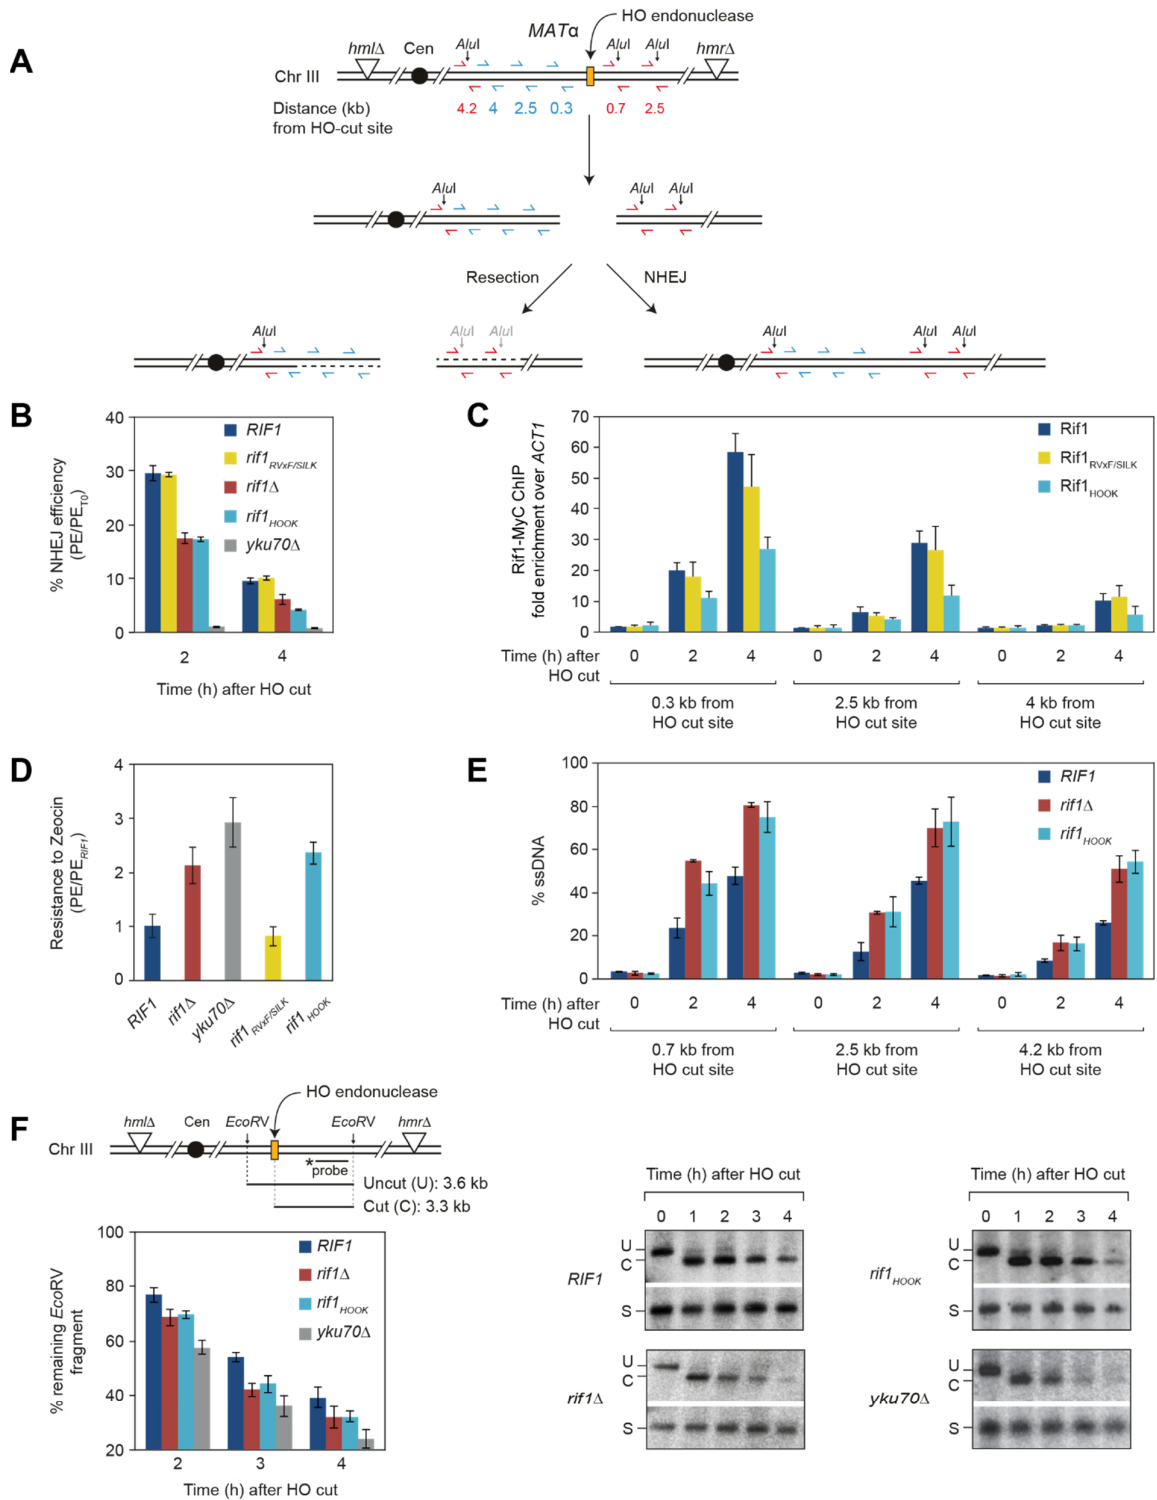 A
HO endonuclease
MATα
hmlΔ
Cen
AluI
AluI
AluI
hmrΔ
Chr III
Distance (kb)
from HO-cut site
4.2
4
2.5
0.3
0.7
2.5
AluI
AluI
AluI
Resection
NHEJ
AluI
AluI
AluI
AluI
AluI
AluI
B
% NHEJ efficiency
(PE/PE_T0)
40
30
20
10
0
RIF1
rif1_RVxF/SILK
rif1Δ
rif1_HOOK
yku70Δ
2
4
Time (h) after HO cut
C
Rif1-MyC ChIP
fold enrichment over ACT1
70
60
50
40
30
20
10
0
Rif1
Rif1_RVxF/SILK
Rif1_HOOK
Time (h) after
HO cut
0
2
4
0
2
4
0
2
4
0.3 kb from
HO cut site
2.5 kb from
HO cut site
4 kb from
HO cut site
D
Resistance to Zeocin
(PE/PE_RIF1)
4
3
2
1
0
RIF1
rif1Δ
yku70Δ
rif1_RVxF/SILK
rif1_HOOK
E
% ssDNA
100
80
60
40
20
0
RIF1
rif1Δ
rif1_HOOK
Time (h) after
HO cut
0
2
4
0
2
4
0
2
4
0.7 kb from
HO cut site
2.5 kb from
HO cut site
4.2 kb from
HO cut site
F
HO endonuclease
hmlΔ
Cen
EcoRV
EcoRV
hmrΔ
Chr III
*
probe
Uncut (U): 3.6 kb
Cut (C): 3.3 kb
% remaining EcoRV
fragment
100
80
60
40
20
RIF1
rif1Δ
rif1_HOOK
yku70Δ
2
3
4
Time (h) after HO cut
Time (h) after HO cut
0 1 2 3 4
RIF1
U
C
S
rif1Δ
U
C
S
Time (h) after HO cut
0 1 2 3 4
rif1_HOOK
U
C
S
yku70Δ
U
C
S